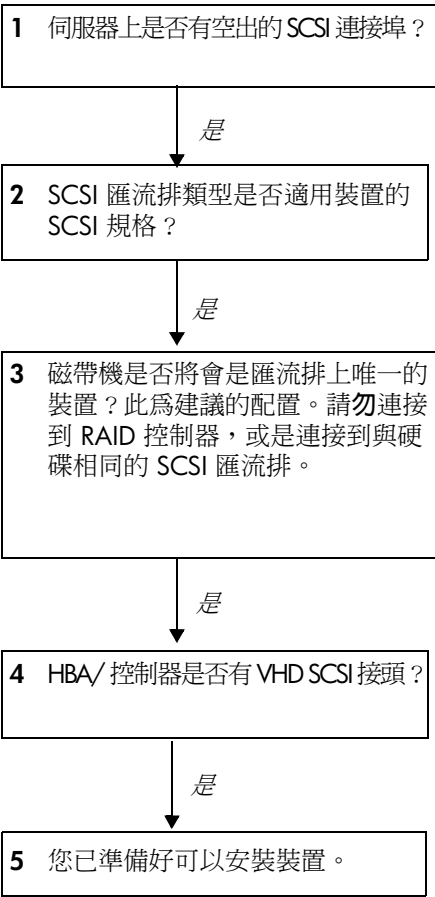 1 伺服器上是否有空出的 SCSI 連接埠？
是
2 SCSI 匯流排類型是否適用裝置的
SCSI 規格？
是
3 磁帶機是否將會是匯流排上唯一的
裝置？此為建議的配置。請勿連接
到 RAID 控制器，或是連接到與硬
碟相同的 SCSI 匯流排。
是
4 HBA/ 控制器是否有 VHD SCSI 接頭？
是
5 您已準備好可以安裝裝置。